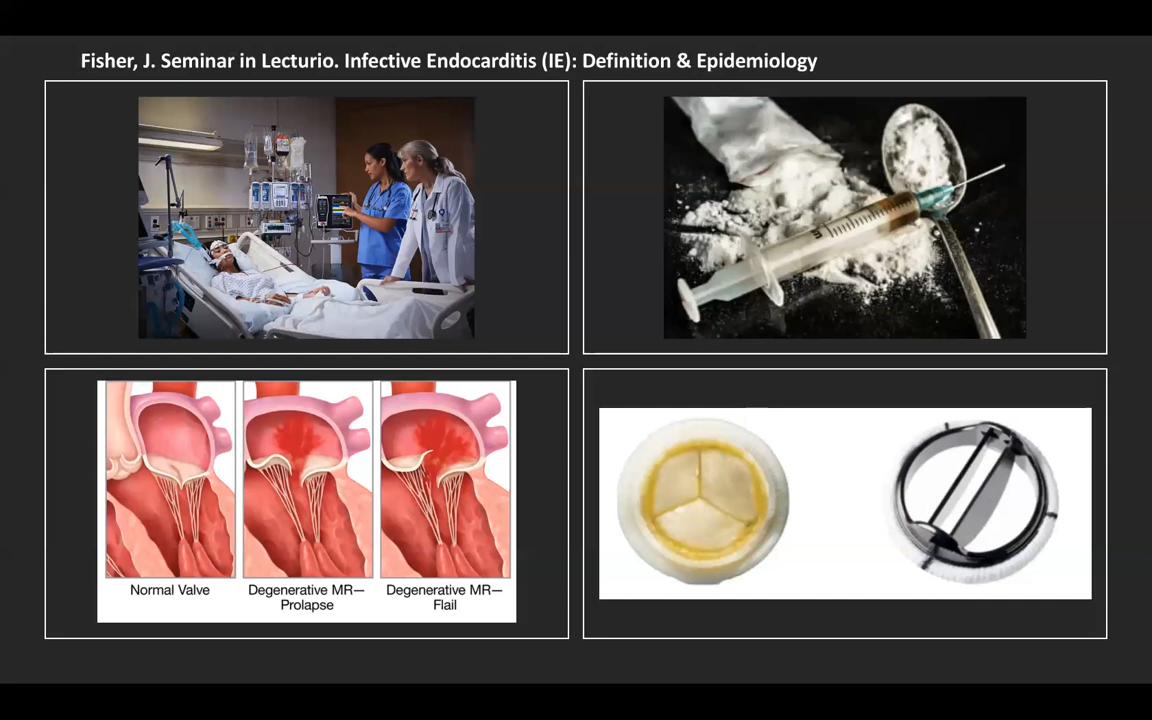 Fisher, J. Seminar in Lecturio. Infective Endocarditis (IE): Definition & Epidemiology
Normal Valve
Degenerative MR—
Prolapse
Degenerative MR—
Flail